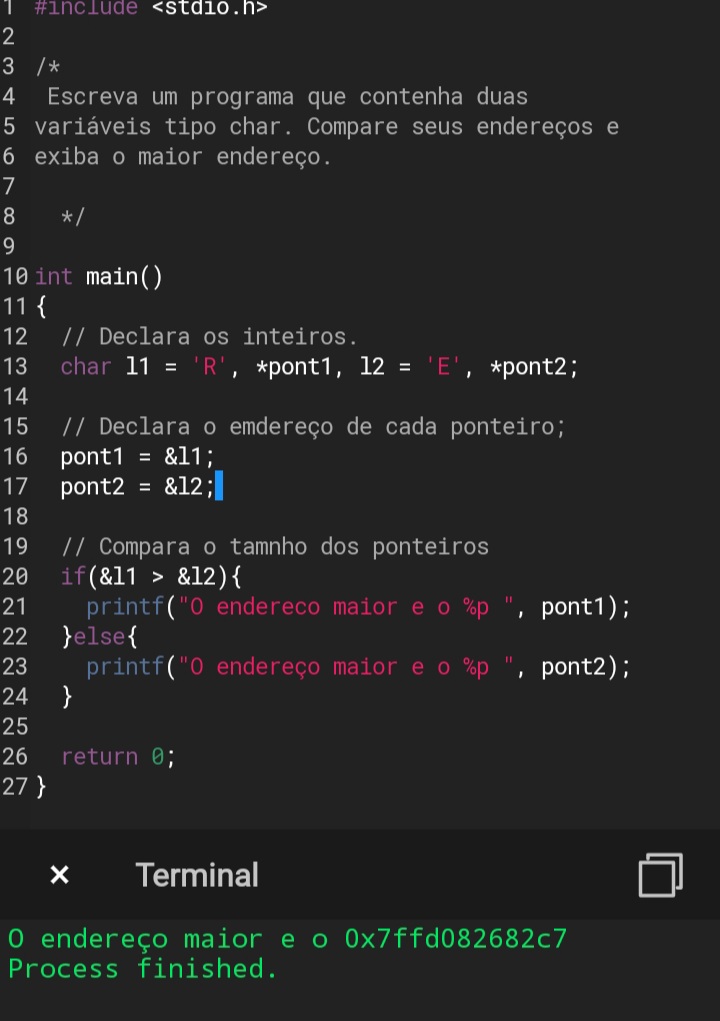 1 #include <stdio.h>
2
3 /*
4 Escreva um programa que contenha duas
5 variáveis tipo char. Compare seus endereços e
6 exiba o maior endereço.
7
8 */
9
10 int main()
11 {
12 // Declara os inteiros.
13 char l1 = 'R', *pont1, l2 = 'E', *pont2;
14
15 // Declara o emdereço de cada ponteiro;
16 pont1 = &l1;
17 pont2 = &l2;
18
19 // Compara o tamnho dos ponteiros
20 if(&l1 > &l2){
21 printf("O endereco maior e o %p ", pont1);
22 }else{
23 printf("O endereço maior e o %p ", pont2);
24 }
25
26 return 0;
27 }
× Terminal
O endereço maior e o 0x7ffd082682c7
Process finished.